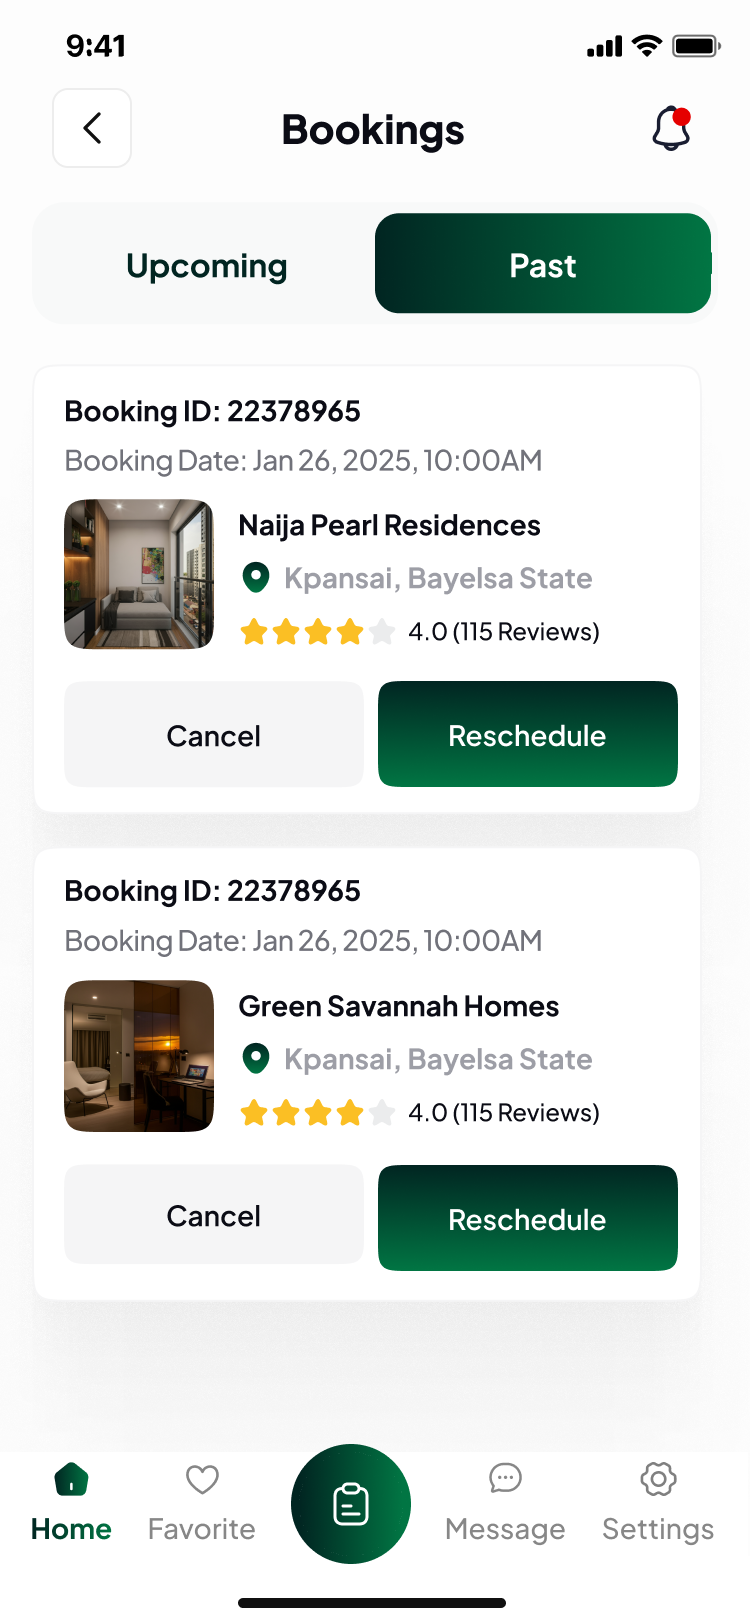 9:41
Bookings
Upcoming
Past
Booking ID: 22378965
Booking Date: Jan 26, 2025, 10:00AM
Naija Pearl Residences
Kpansai, Bayelsa State
4.0 (115 Reviews)
Cancel
Reschedule
Booking ID: 22378965
Booking Date: Jan 26, 2025, 10:00AM
Green Savannah Homes
Kpansai, Bayelsa State
4.0 (115 Reviews)
Cancel
Reschedule
Home
Favorite
Message
Settings